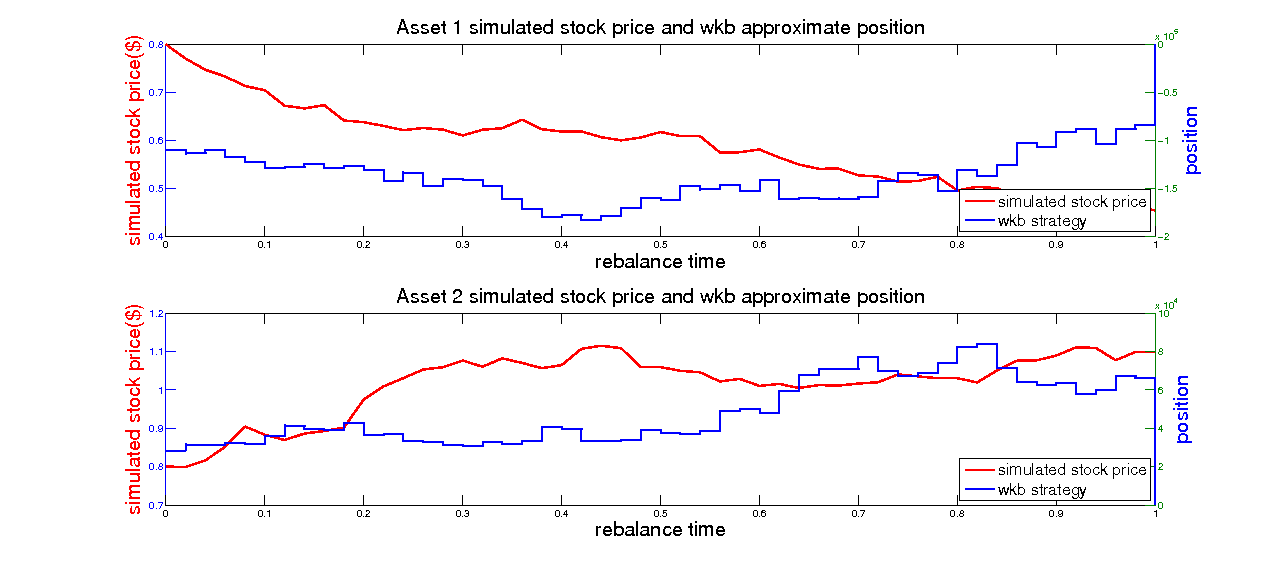 Asset 1 simulated stock price and wkb approximate position
x 10^5
simulated stock price($)
0.8
0.7
0.6
0.5
0.4
0
−0.5
−1
−1.5
−2
position
simulated stock price
wkb strategy
0 0.1 0.2 0.3 0.4 0.5 0.6 0.7 0.8 0.9 1
rebalance time
Asset 2 simulated stock price and wkb approximate position
x 10^4
simulated stock price($)
1.2
1.1
1
0.9
0.8
0.7
10
8
6
4
2
0
position
simulated stock price
wkb strategy
0 0.1 0.2 0.3 0.4 0.5 0.6 0.7 0.8 0.9 1
rebalance time